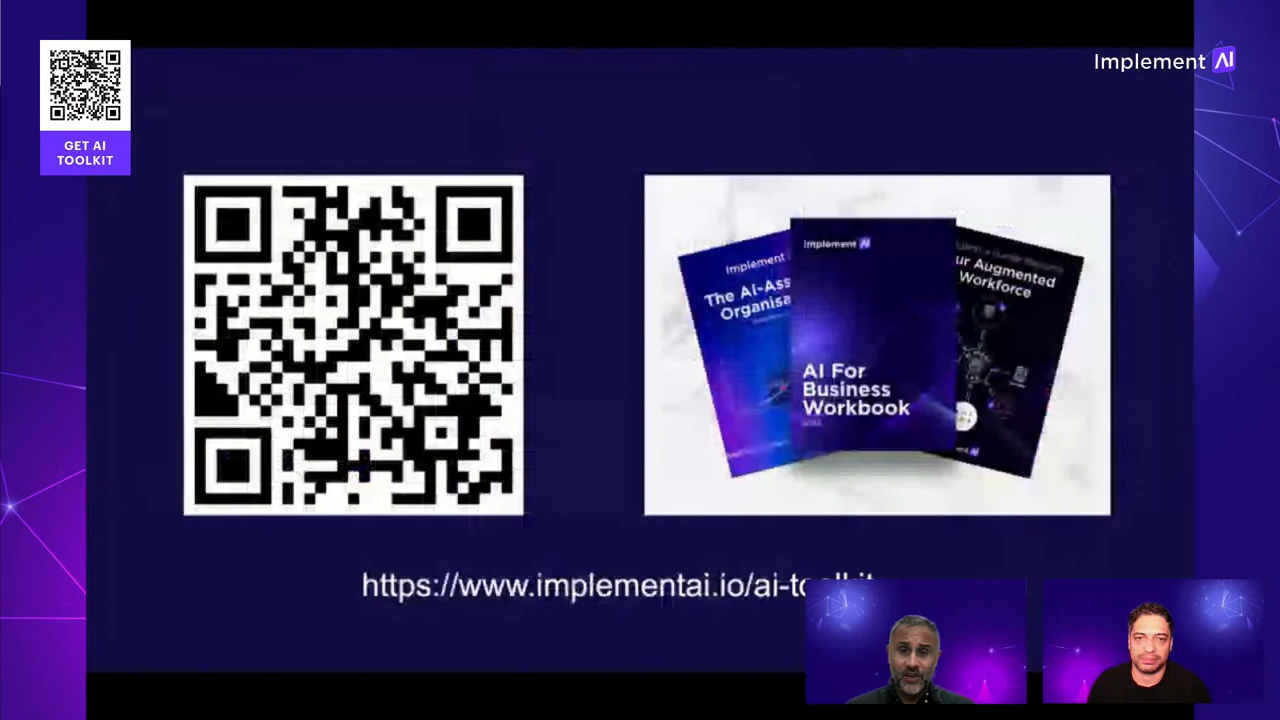 GET AI
TOOLKIT
Implement AI
Implement
The AI-Ass
Organisa
Implement AI
AI For
Business
Workbook
ur Augmented
Workforce
AI
https://www.implementai.io/ai-toolkit